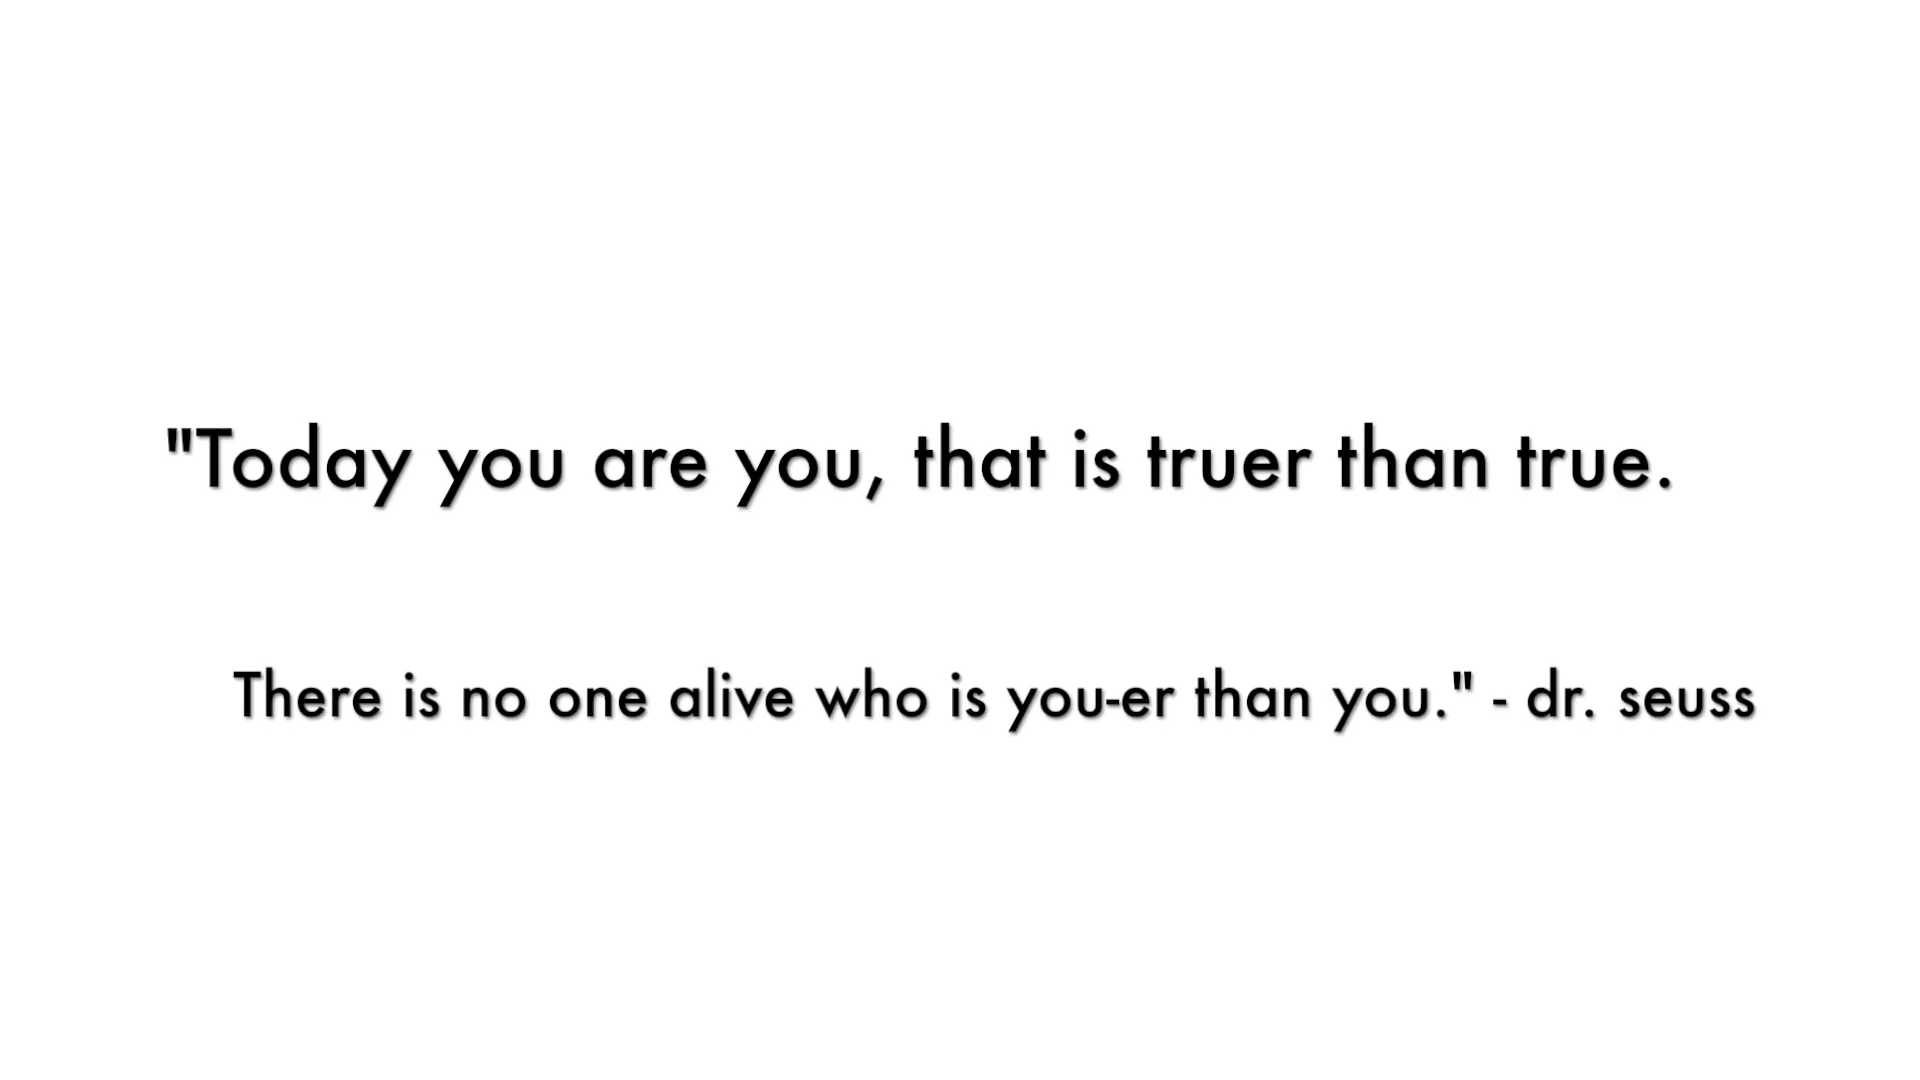 "Today you are you, that is truer than true.
There is no one alive who is you-er than you." - dr. seuss